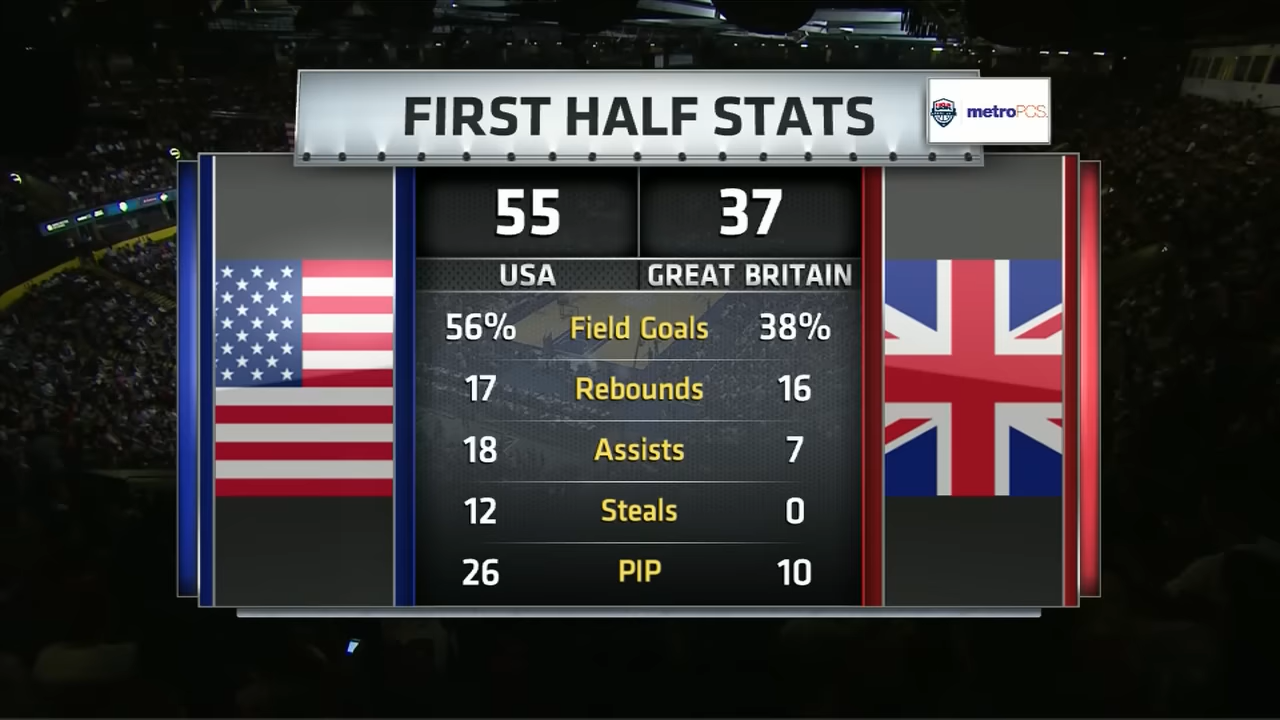 FIRST HALF STATS
USA
metroPCS.
55 37
USA GREAT BRITAIN
56% Field Goals 38%
17 Rebounds 16
18 Assists 7
12 Steals 0
26 PIP 10